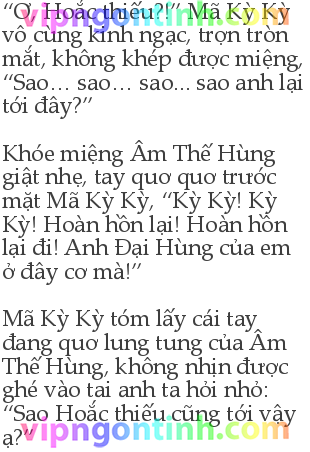 “Ơ, Hoắc thiếu?!” Mã Kỳ Kỳ
vipngontinh.com
vô cùng kinh ngạc, trợn tròn
mắt, không khép được miệng,
“Sao… sao… sao... sao anh lại
tới đây?”
Khóe miệng Âm Thế Hùng
giật nhẹ, tay quơ quơ trước
mặt Mã Kỳ Kỳ, “Kỳ Kỳ! Kỳ
Kỳ! Hoàn hồn lại! Hoàn hồn
lại đi! Anh Đại Hùng của em
ở đây cơ mà!”
Mã Kỳ Kỳ tóm lấy cái tay
đang quơ lung tung của Âm
Thế Hùng, không nhịn được
ghé vào tai anh ta hỏi nhỏ:
“Sao Hoắc thiếu cũng tới vậy
vipngontinh.com
ạ?”